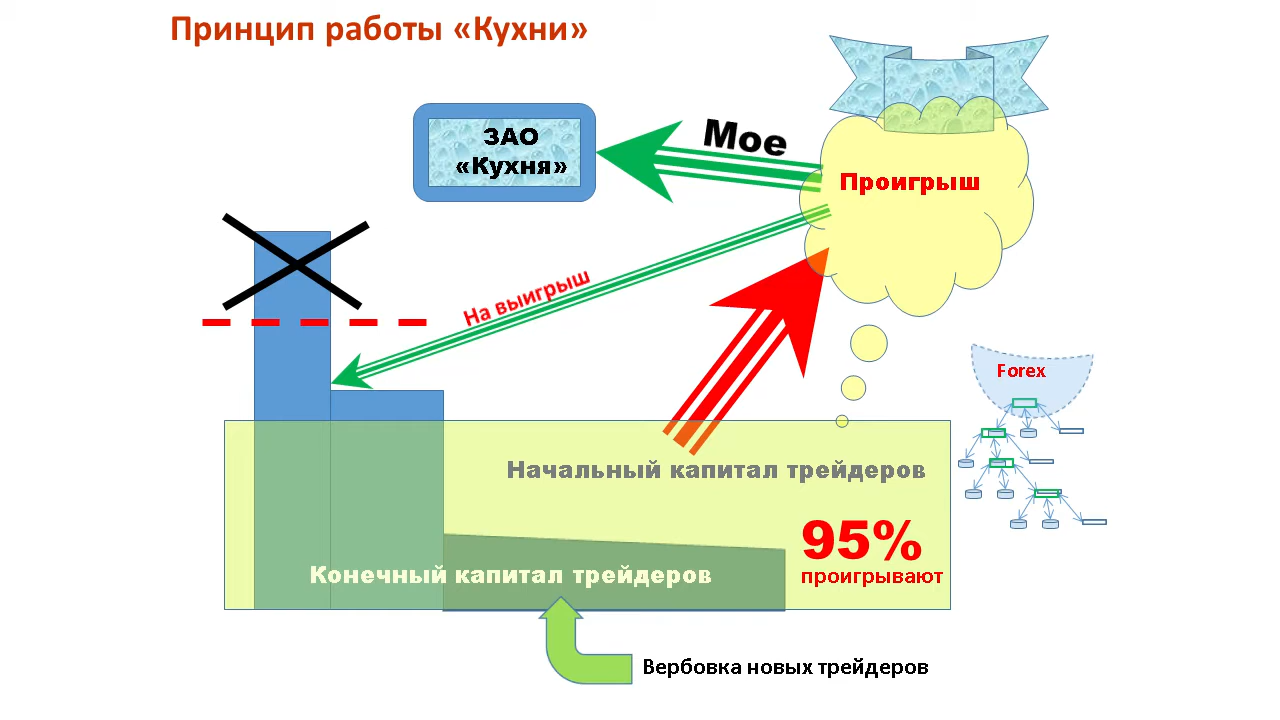 Принцип работы «Кухни»
ЗАО
«Кухня»
Мое
Проигрыш
На выигрыш
Forex
Начальный капитал трейдеров
95%
проигрывают
Конечный капитал трейдеров
Вербовка новых трейдеров